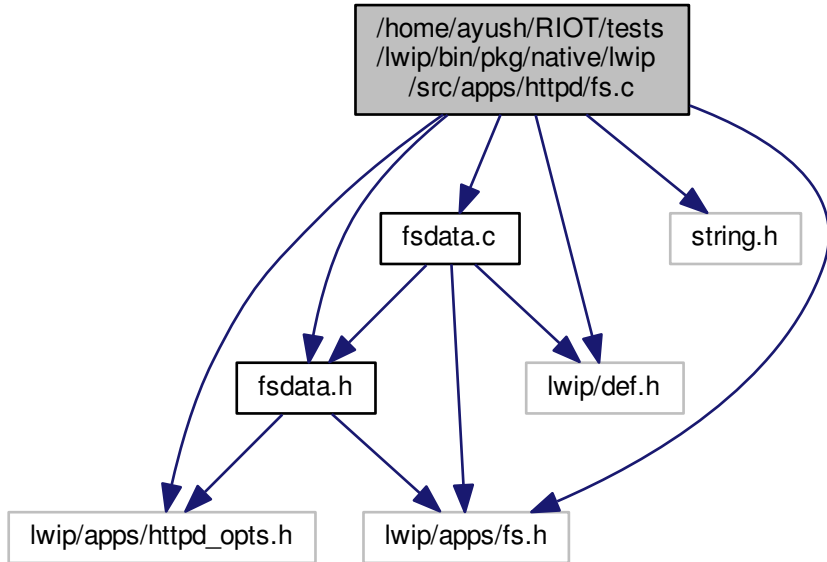 /home/ayush/RIOT/tests
/lwip/bin/pkg/native/lwip
/src/apps/httpd/fs.c
fsdata.c
string.h
fsdata.h
lwip/def.h
lwip/apps/httpd_opts.h
lwip/apps/fs.h